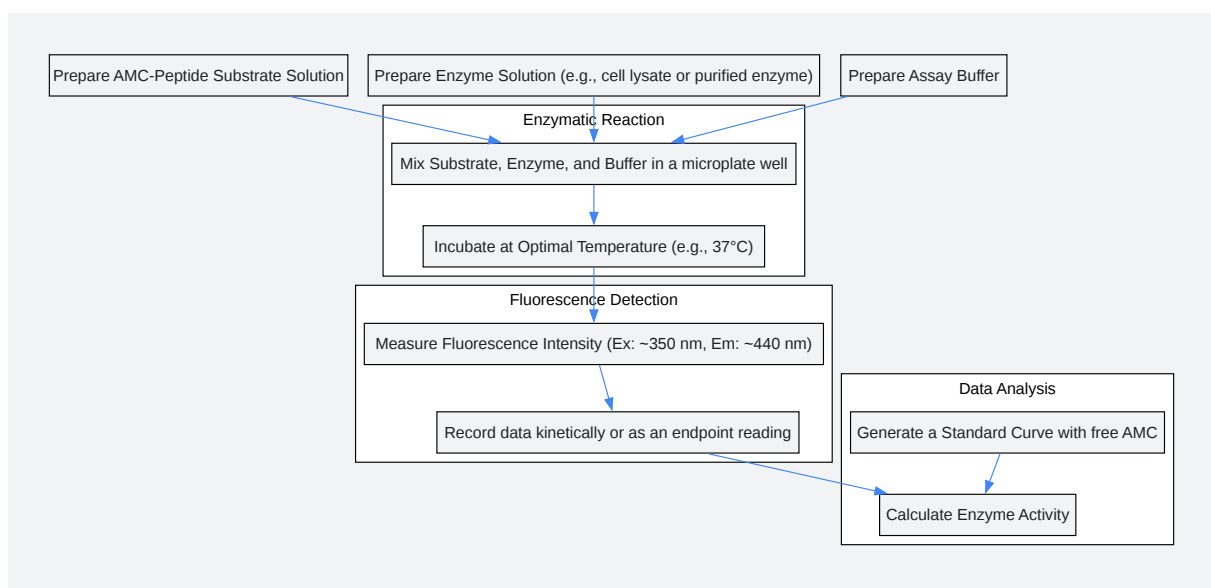 Prepare AMC-Peptide Substrate Solution
Prepare Enzyme Solution (e.g., cell lysate or purified enzyme)
Prepare Assay Buffer
Enzymatic Reaction
Mix Substrate, Enzyme, and Buffer in a microplate well
Incubate at Optimal Temperature (e.g., 37°C)
Fluorescence Detection
Measure Fluorescence Intensity (Ex: ~350 nm, Em: ~440 nm)
Record data kinetically or as an endpoint reading
Data Analysis
Generate a Standard Curve with free AMC
Calculate Enzyme Activity